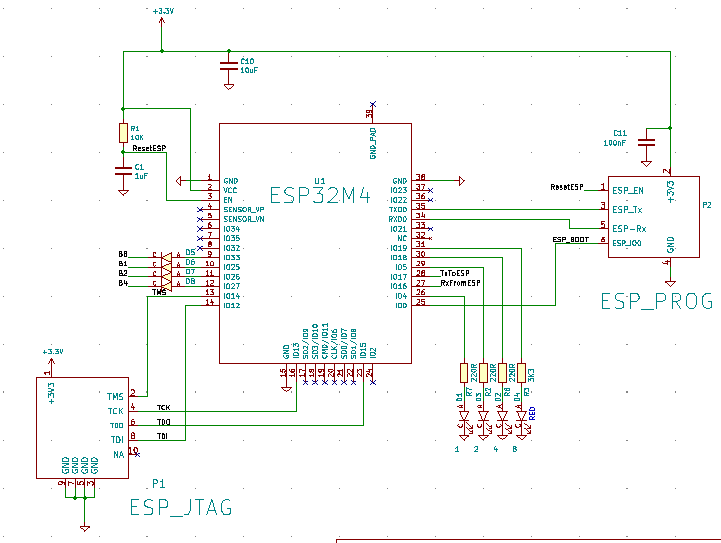 +3.3V
C10
10uF
R1
10K
ResetESP
C1
1uF
39
GND_PAD
U1
ESP32M4
1 GND
2 VCC
3 EN
4 SENSOR_VP
5 SENSOR_VN
6 IO34
7 IO35
8 IO32
9 IO33
10 IO25
11 IO26
12 IO27
13 IO14
14 IO12
GND 38
IO23 37
IO22 36
TXD0 35
RXD0 34
IO21 33
NC 32
IO19 31
IO18 30
IO5 29
IO17 28
IO16 27
IO4 26
IO0 25
15 GND
16 IO13
17 SD2/IO9
18 SD3/IO10
19 CMD/IO11
20 CLK/IO6
21 SD0/IO7
22 SD1/IO8
23 IO15
24 IO2
B0 C A D5
B1 C A D6
B2 C A D7
B4 C A D8
TMS
TxToESP
RxFromESP
C11
100nF
P2
ResetESP 1 ESP_EN
3 ESP_Tx
5 ESP-Rx
ESP_BOOT 6 ESP_IO0
2 +3V3
4 GND
ESP_PROG
220R R7
220R R2
220R R8
3K3 R3
D1 A C
D3 A C
D2 A C
D4 A C
RED
1 2 4 8
+3.3V
1 +3V3
TMS 2
TCK 4 TCK
TDO 6 TDO
TDI 8 TDI
NA 10
GND GND GND GND
9 7 5 3
P1
ESP_JTAG